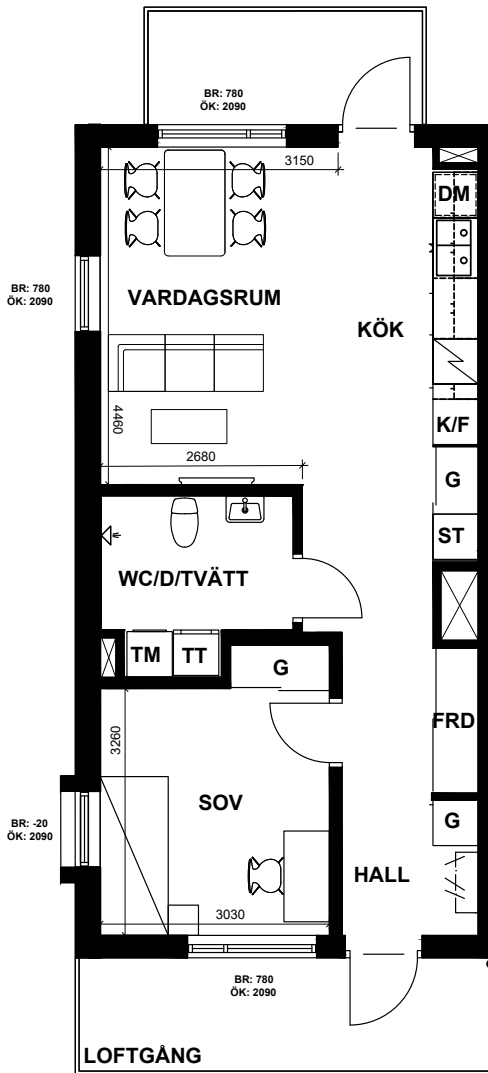 BR: 780
ÖK: 2090
3150
DM
BR: 780
ÖK: 2090
VARDAGSRUM
KÖK
4460
K/F
2680
G
ST
WC/D/TVÄTT
TM
TT
G
FRD
3260
SOV
BR: -20
ÖK: 2090
G
HALL
3030
BR: 780
ÖK: 2090
LOFTGÅNG